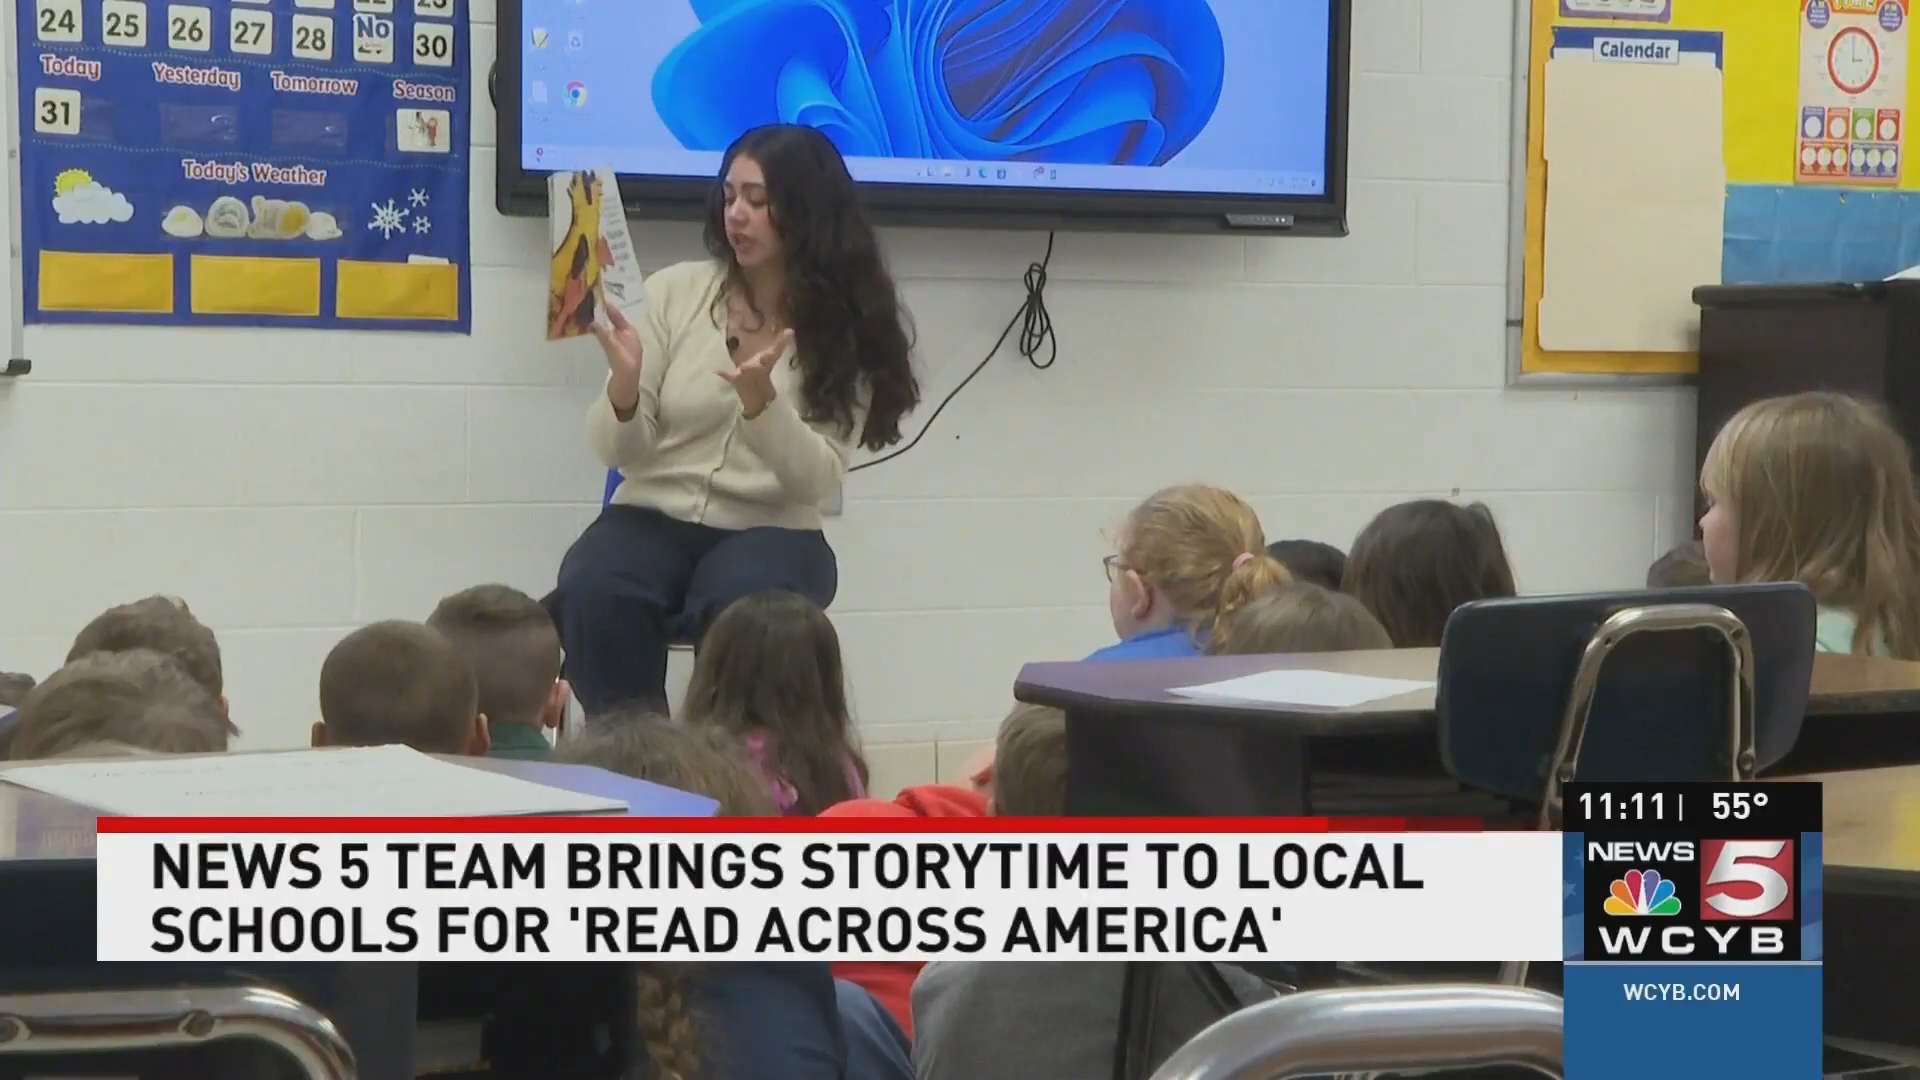 24 25 26 27 28 No 30
Today Yesterday Tomorrow Season
31
Today's Weather
Calendar
11:11 | 55°
NEWS 5
WCYB
WCYB.COM
NEWS 5 TEAM BRINGS STORYTIME TO LOCAL
SCHOOLS FOR 'READ ACROSS AMERICA'